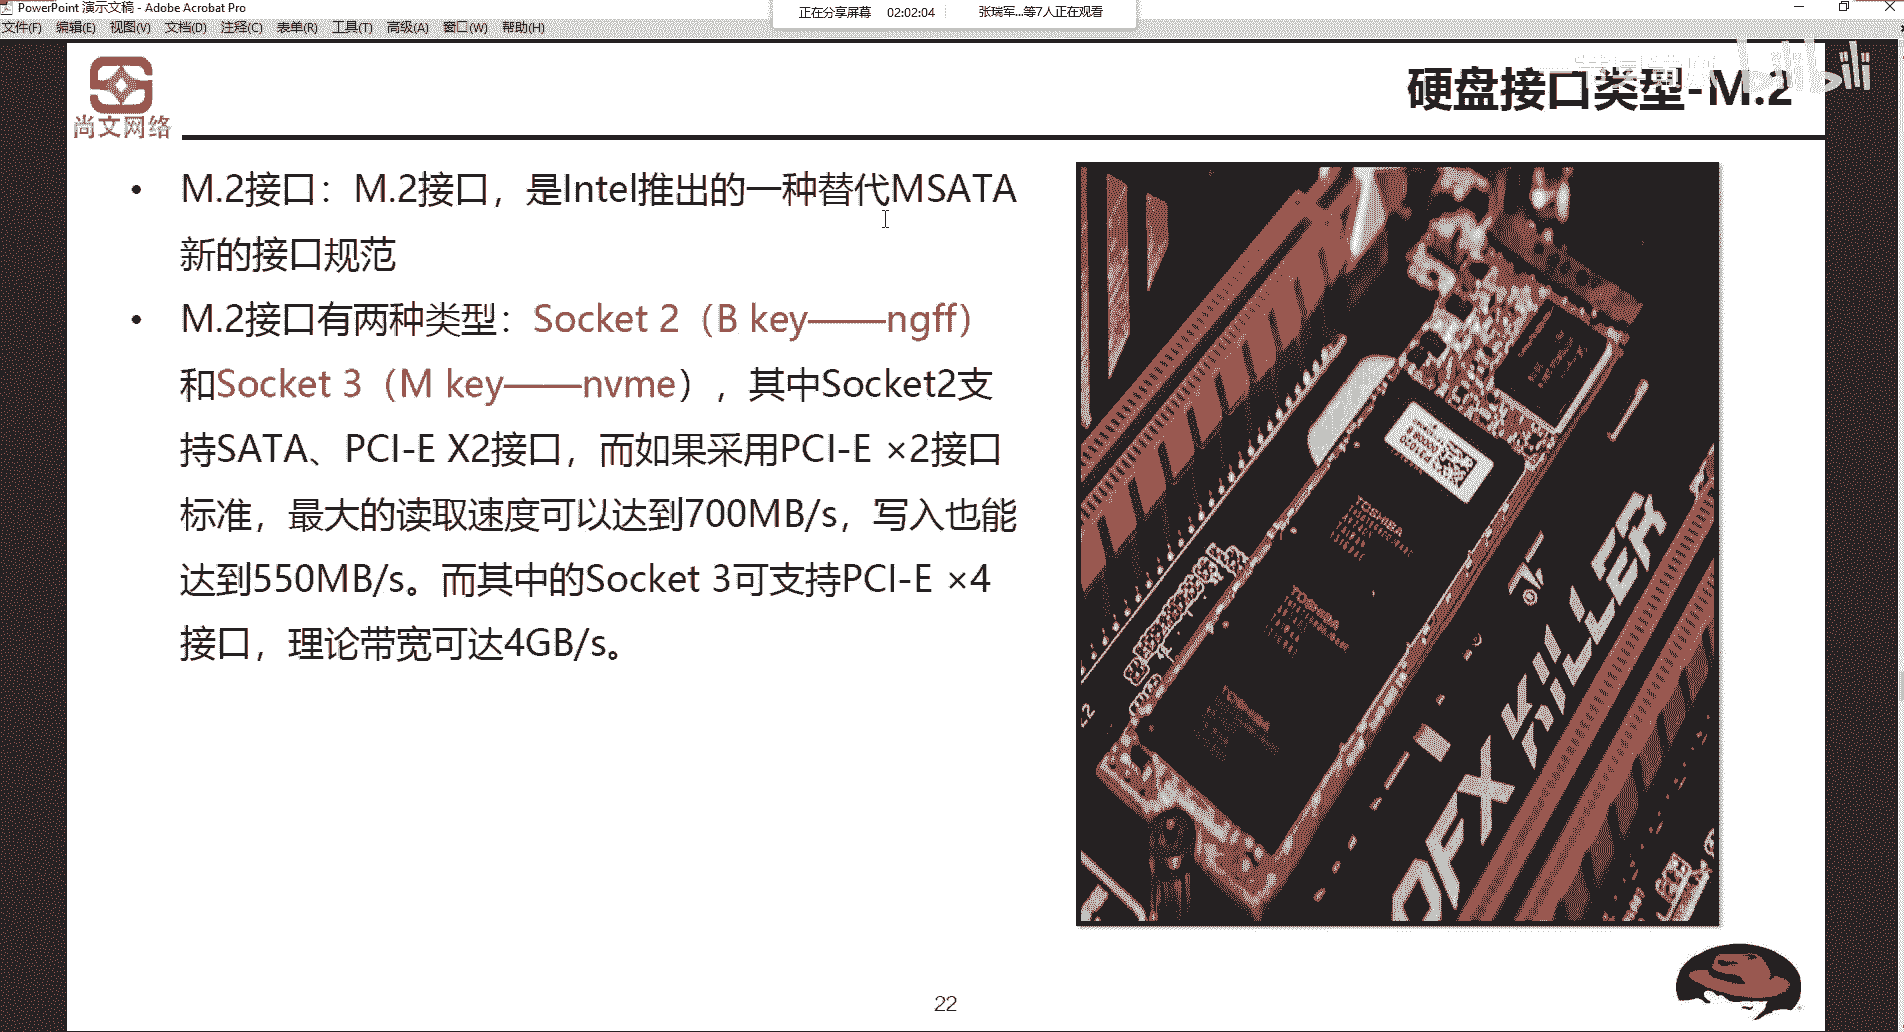 PowerPoint 演示文稿 - Adobe Acrobat Pro
正在分享屏幕 02:02:04 张瑞军...等7人正在观看
文件(F) 编辑(E) 视图(V) 文档(D) 注释(C) 表单(R) 工具(T) 高级(A) 窗口(W) 帮助(H)
bilibili
硬盘接口类型-M.2
尚文网络
• M.2接口：M.2接口，是Intel推出的一种替代MSATA
新的接口规范
• M.2接口有两种类型：Socket 2（B key——ngff）
和Socket 3（M key——nvme），其中Socket2支
持SATA、PCI-E X2接口，而如果采用PCI-E ×2接口
标准，最大的读取速度可以达到700MB/s，写入也能
达到550MB/s。而其中的Socket 3可支持PCI-E ×4
接口，理论带宽可达4GB/s。
TOSHIBA
TOSHIBA
OFX KILLER
22